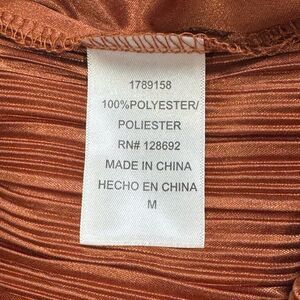 1789158
100%POLYESTER/
POLIESTER
RN# 128692
MADE IN CHINA
HECHO EN CHINA
M